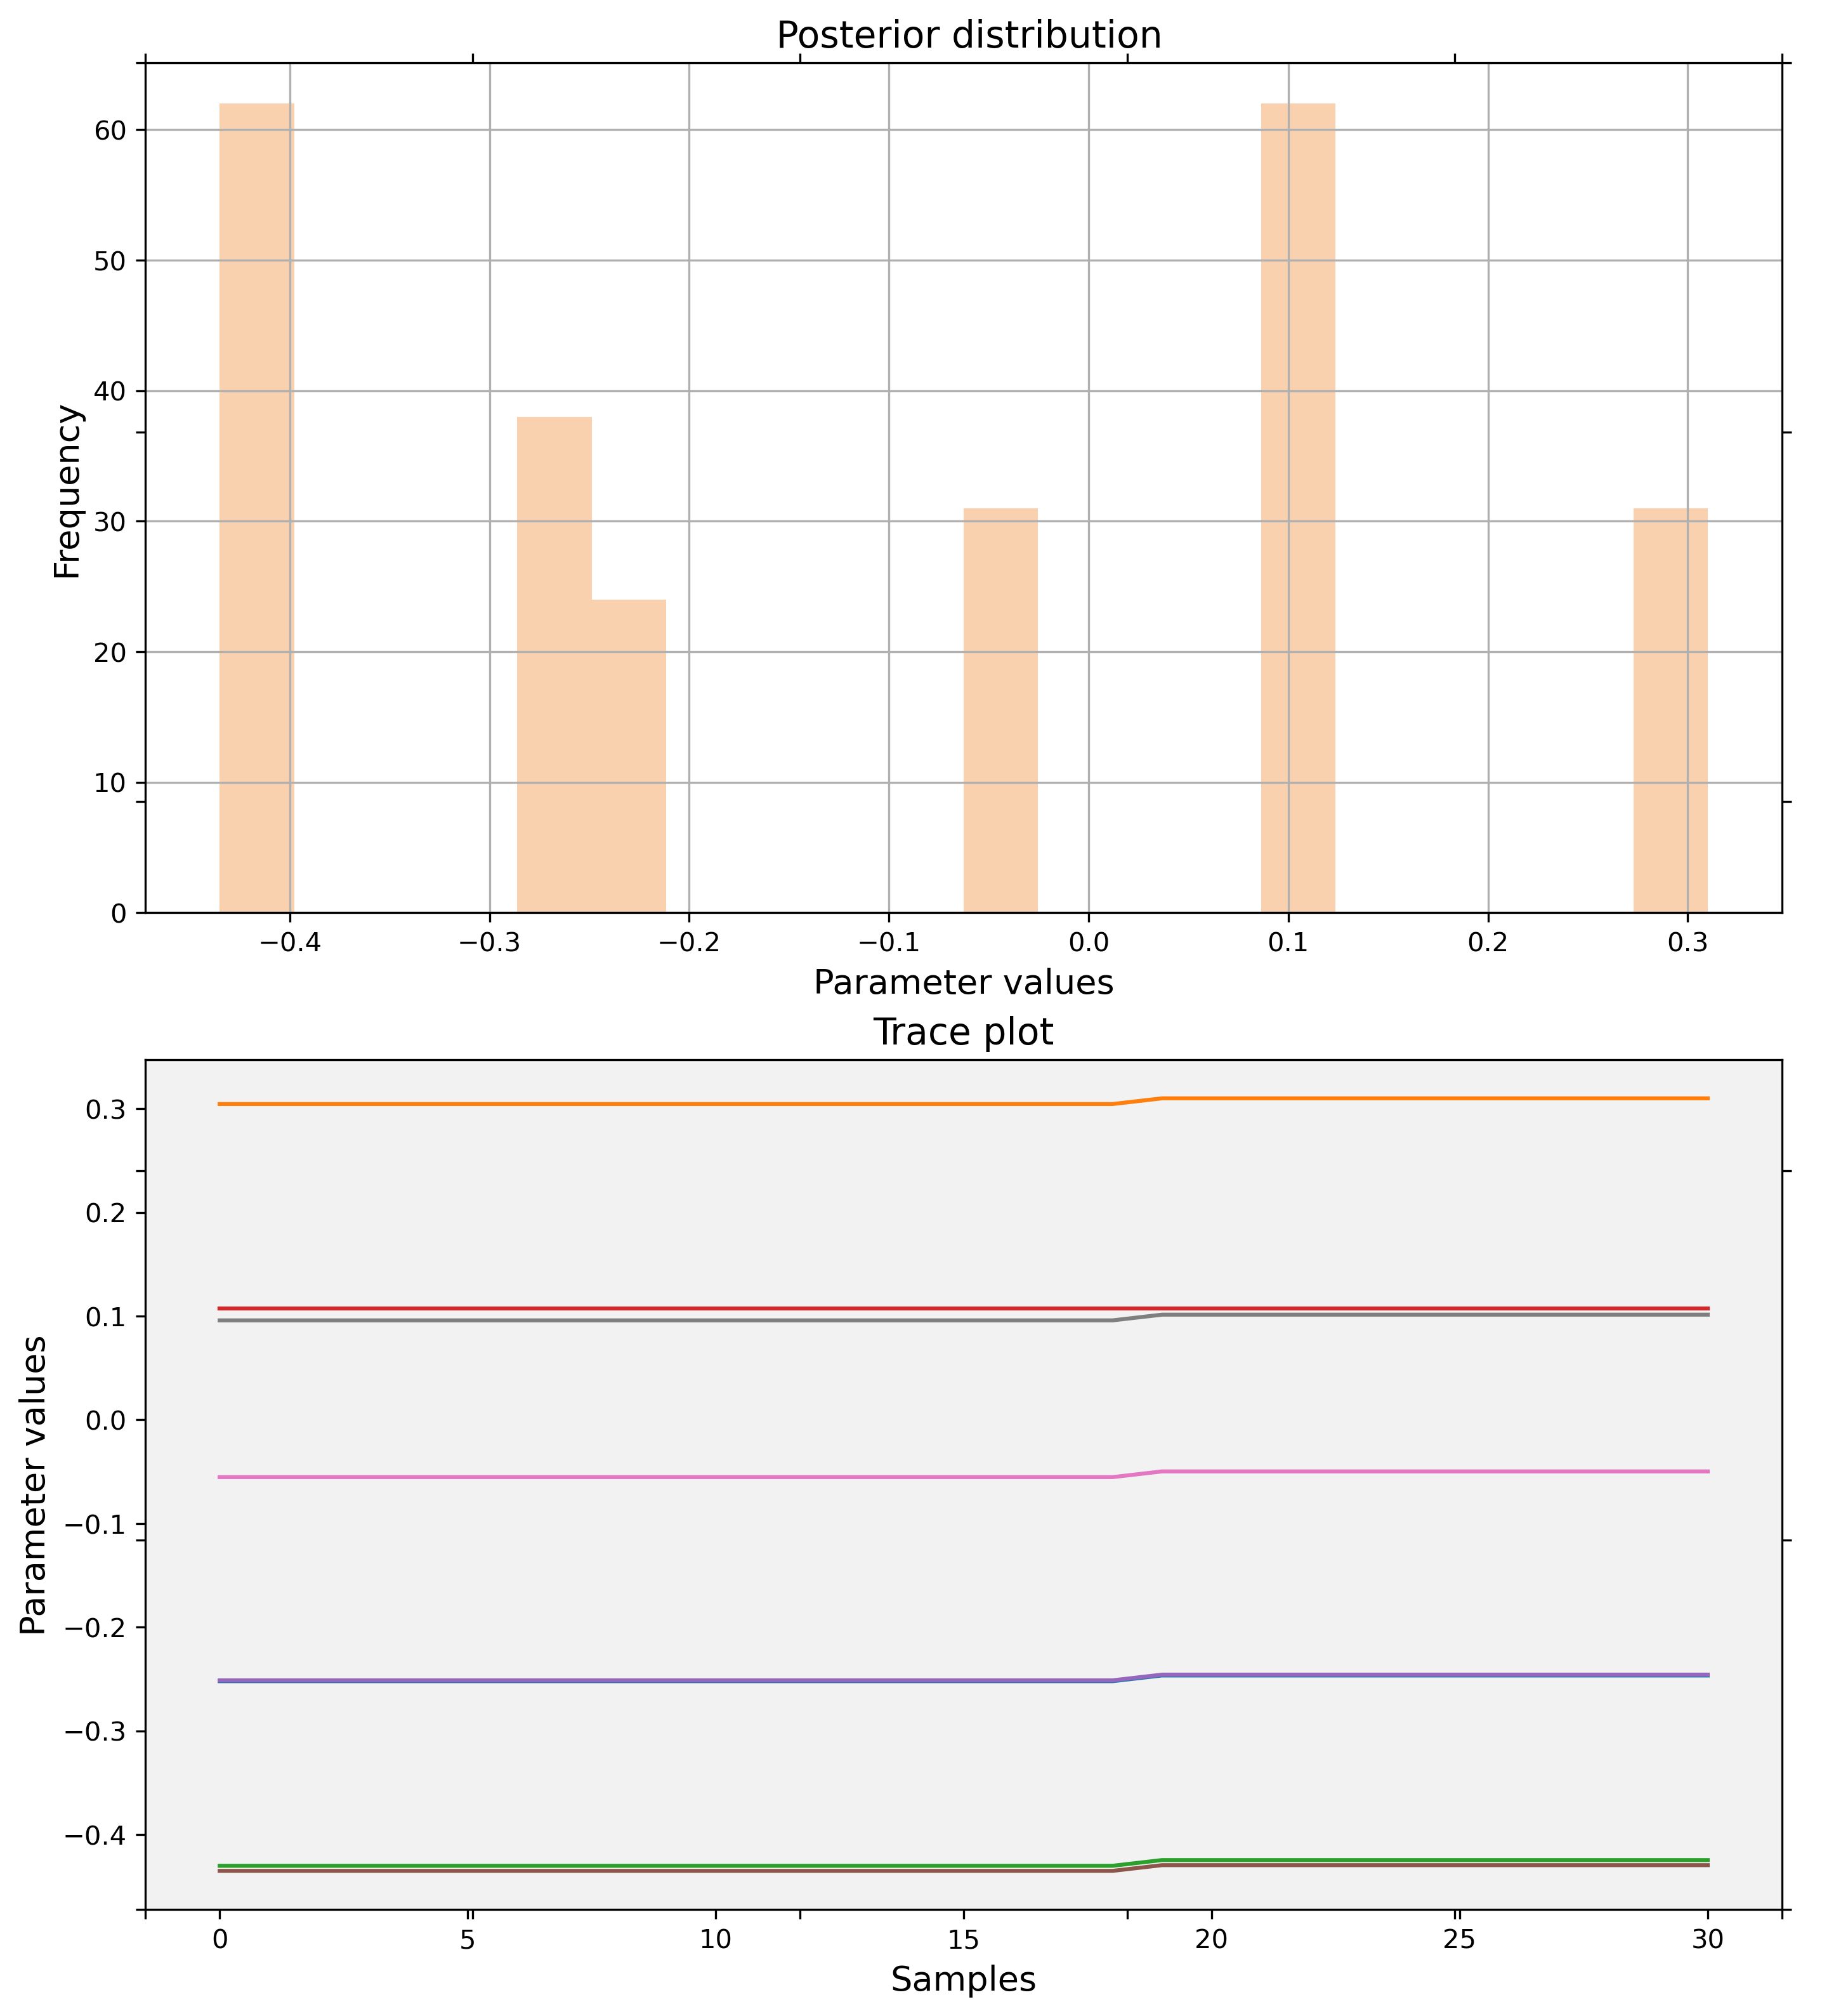 Posterior distribution
60
50
40
30
20
10
0
Frequency
−0.4 −0.3 −0.2 −0.1 0.0 0.1 0.2 0.3
Parameter values
Trace plot
0.3
0.2
0.1
0.0
−0.1
−0.2
−0.3
−0.4
Parameter values
0 5 10 15 20 25 30
Samples